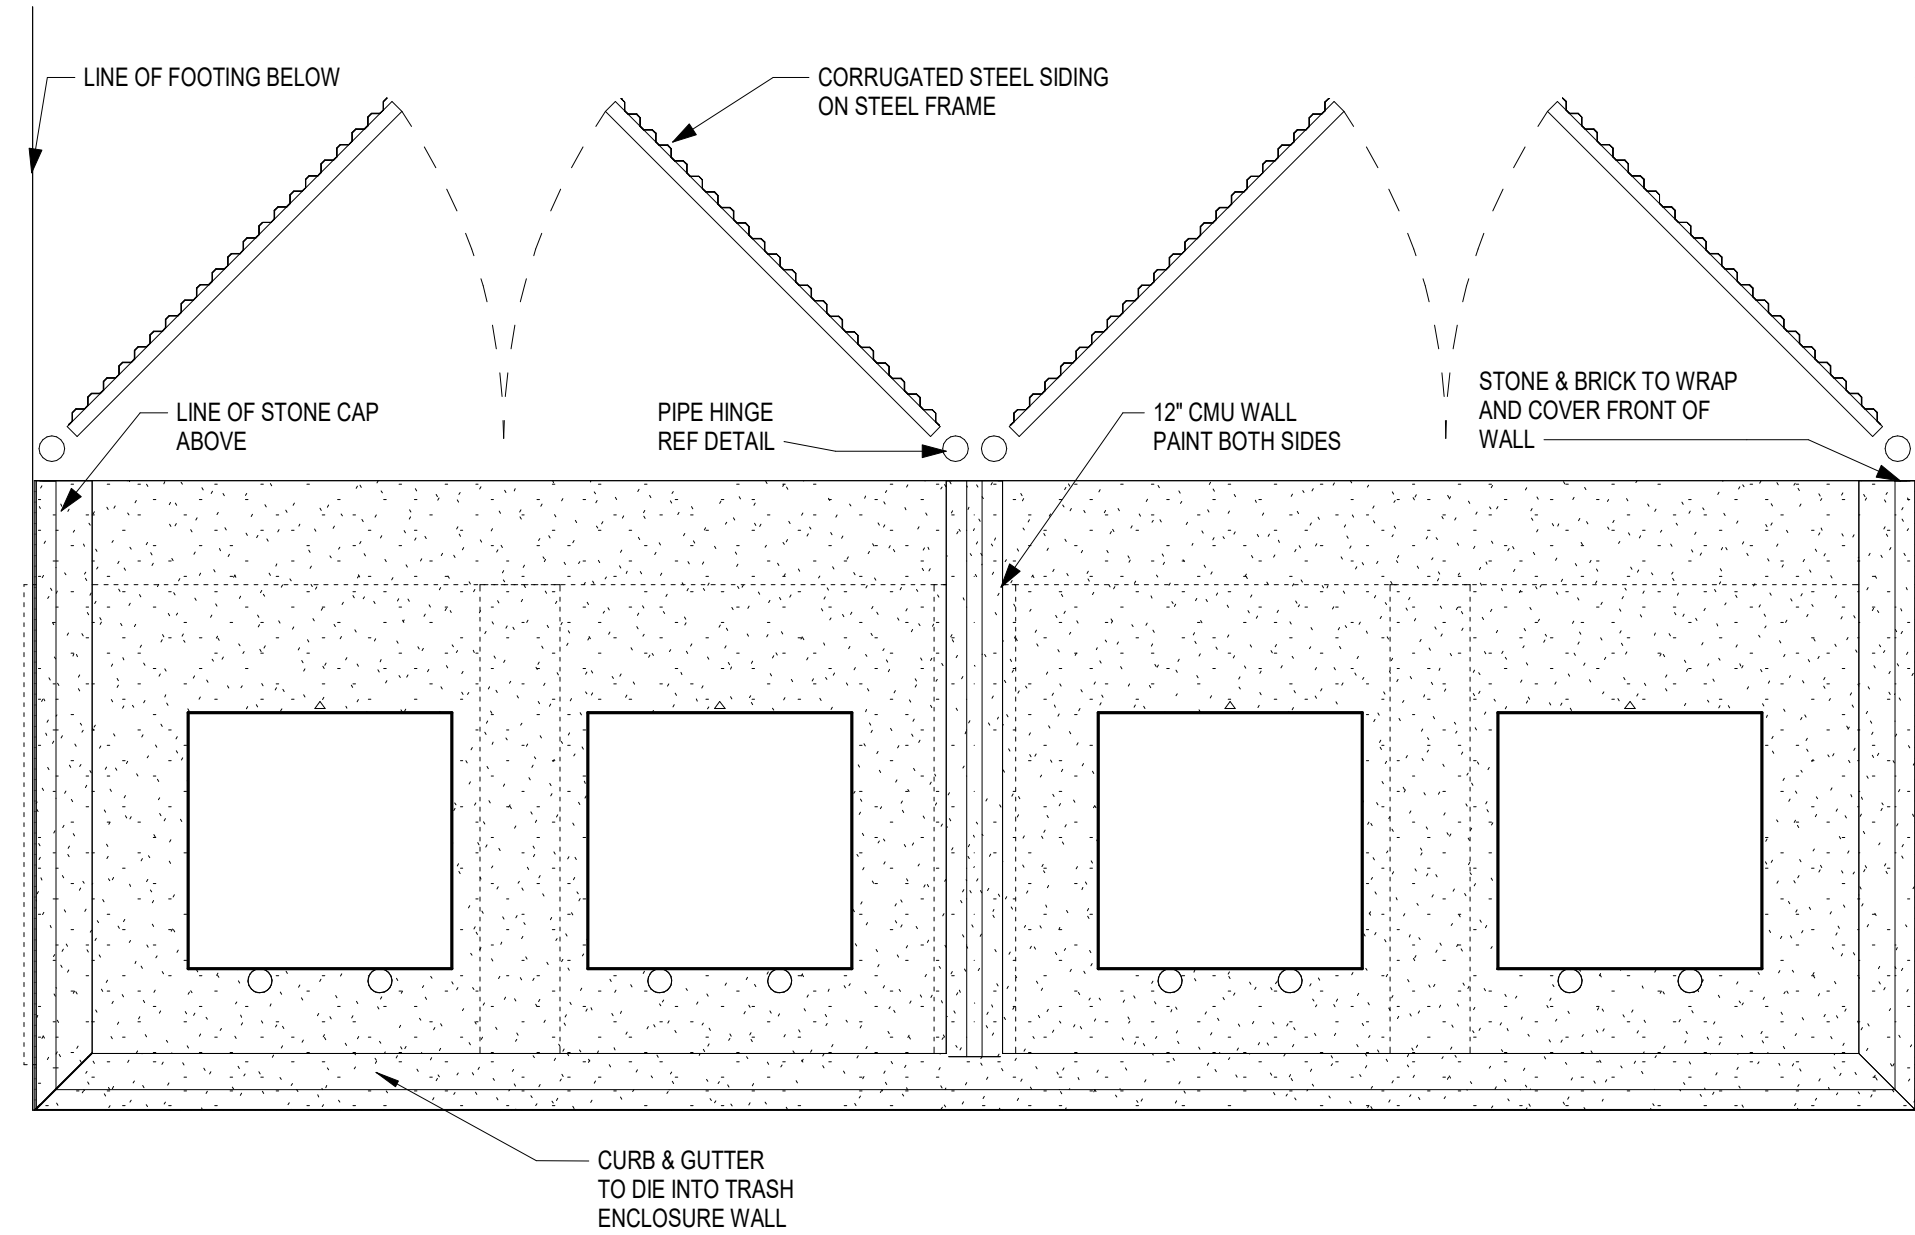 LINE OF FOOTING BELOW
CORRUGATED STEEL SIDING
ON STEEL FRAME
LINE OF STONE CAP
ABOVE
PIPE HINGE
REF DETAIL
12" CMU WALL
PAINT BOTH SIDES
STONE & BRICK TO WRAP
AND COVER FRONT OF
WALL
CURB & GUTTER
TO DIE INTO TRASH
ENCLOSURE WALL